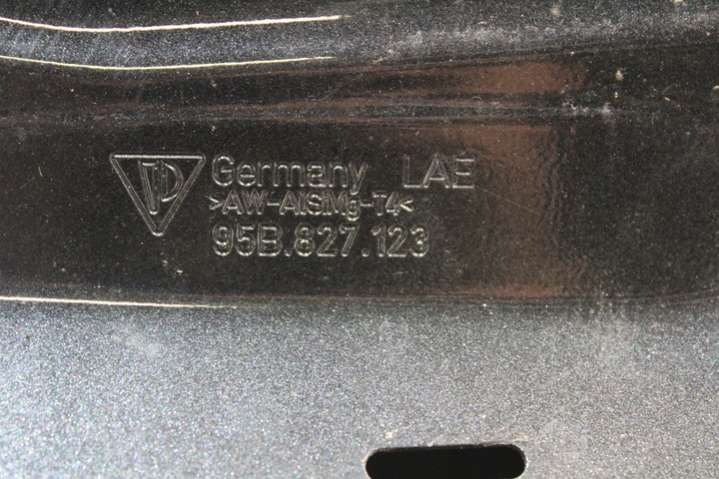 Germany LAE
>AW-AlSiMg-T4<
95B.827.123